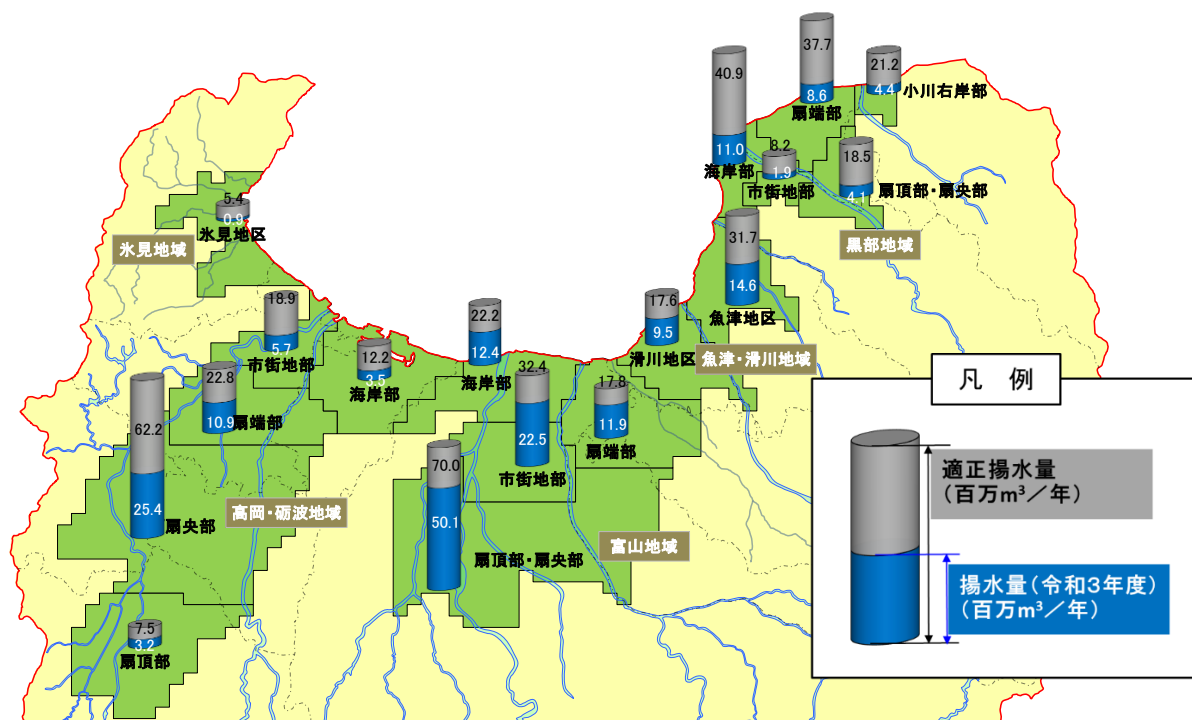 37.7
8.6
扇端部
21.2
4.4
小川右岸部
40.9
11.0
海岸部
8.2
1.9
市街地部
18.5
4.1
扇頂部・扇央部
黒部地域
5.4
0.9
氷見地区
氷見地域
31.7
14.6
魚津地区
17.6
9.5
滑川地区
魚津・滑川地域
18.9
5.7
市街地部
12.2
3.5
海岸部
22.2
12.4
海岸部
22.8
10.9
扇端部
62.2
25.4
扇央部
高岡・砺波地域
7.5
3.2
扇頂部
32.4
22.5
市街地部
17.8
11.9
扇端部
70.0
50.1
扇頂部・扇央部
富山地域
凡 例
適正揚水量
(百万m³/年)
揚水量(令和3年度)
(百万m³/年)